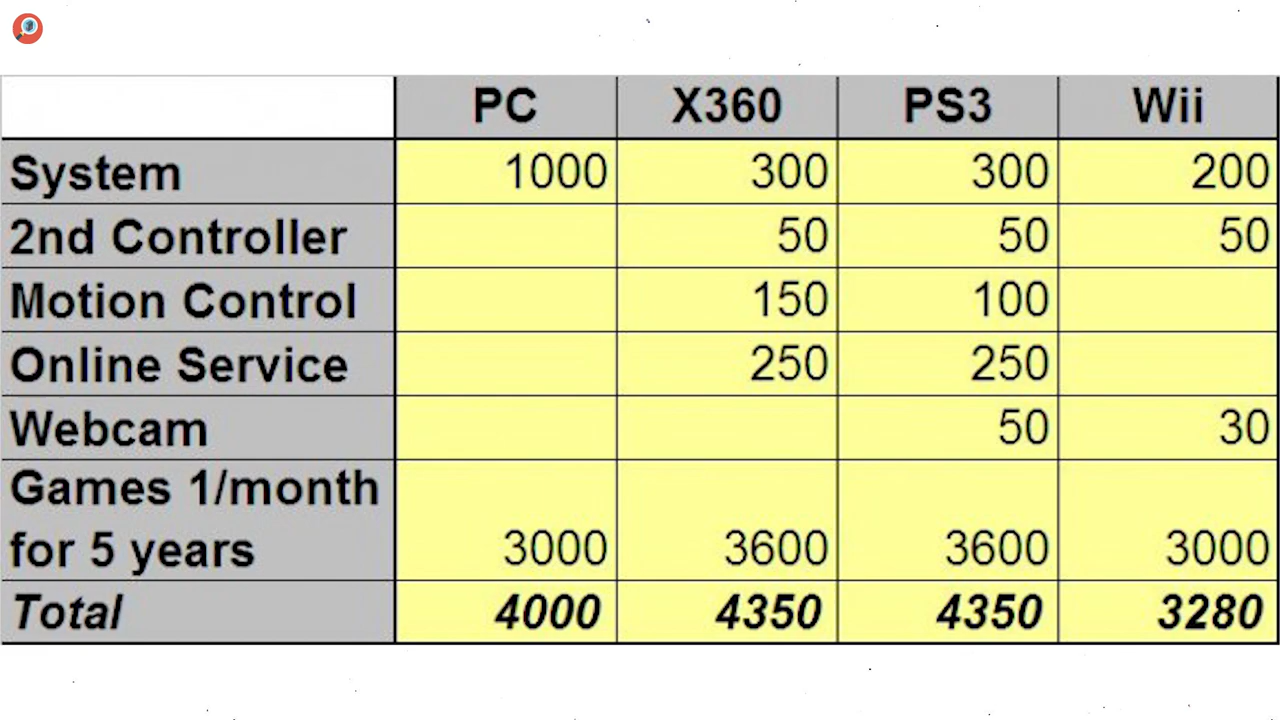 PC X360 PS3 Wii
System 1000 300 300 200
2nd Controller 50 50 50
Motion Control 150 100
Online Service 250 250
Webcam 50 30
Games 1/month
for 5 years 3000 3600 3600 3000
Total 4000 4350 4350 3280